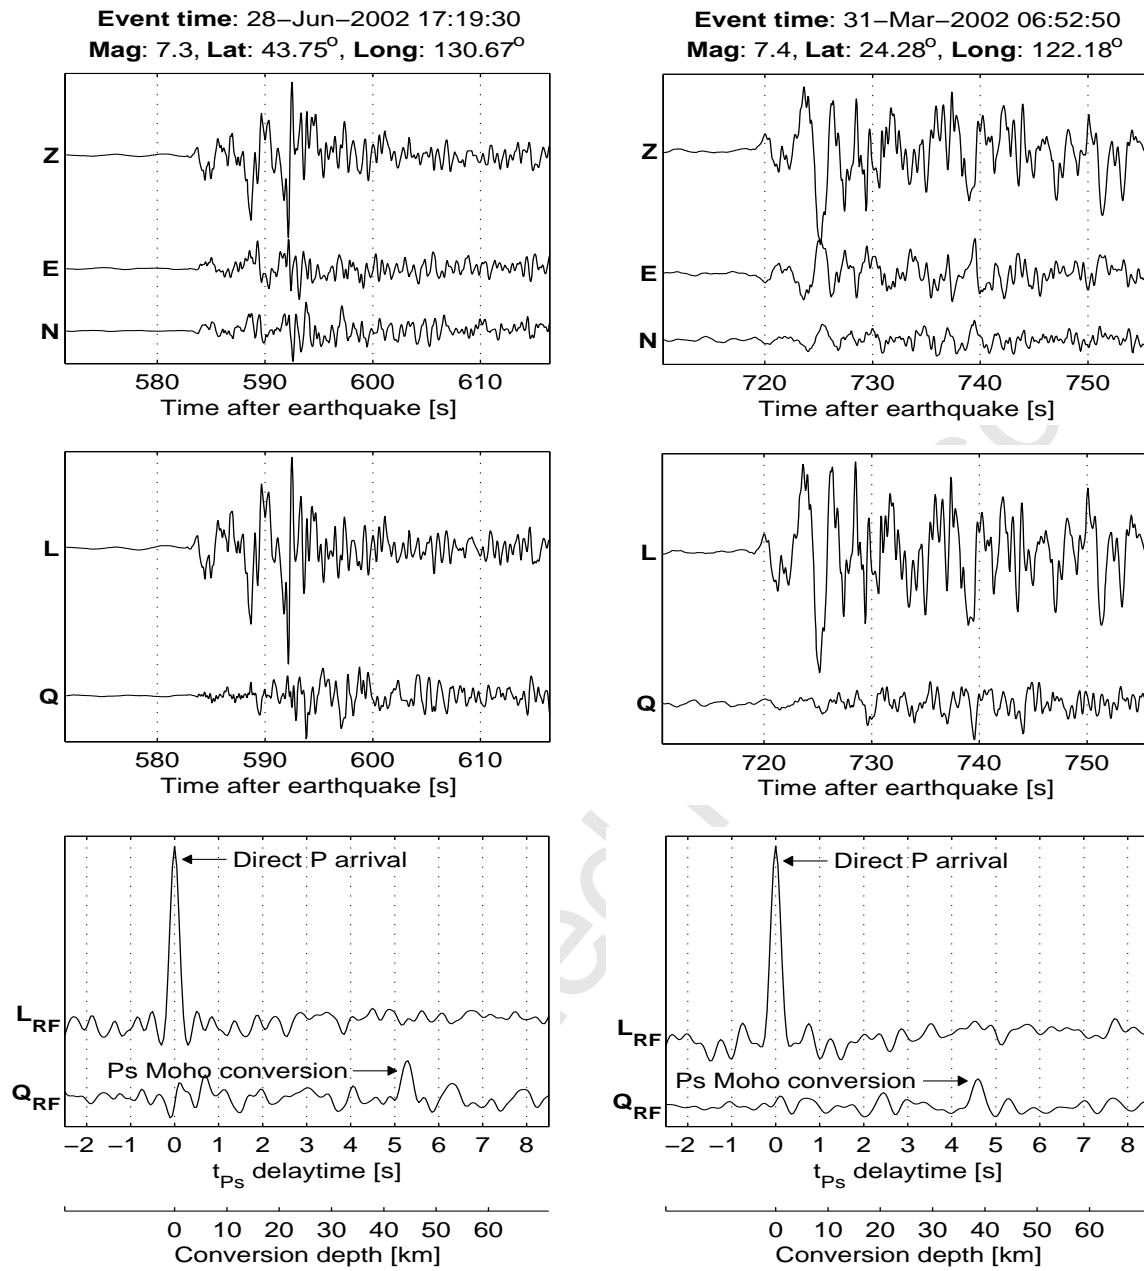 Event time: 28−Jun−2002 17:19:30
Mag: 7.3, Lat: 43.75°, Long: 130.67°
Z
E
N
580 590 600 610
Time after earthquake [s]
L
Q
580 590 600 610
Time after earthquake [s]
Direct P arrival
LRF
Ps Moho conversion
QRF
−2 −1 0 1 2 3 4 5 6 7 8
tPs delaytime [s]
0 10 20 30 40 50 60
Conversion depth [km]
Event time: 31−Mar−2002 06:52:50
Mag: 7.4, Lat: 24.28°, Long: 122.18°
Z
E
N
720 730 740 750
Time after earthquake [s]
L
Q
720 730 740 750
Time after earthquake [s]
Direct P arrival
LRF
Ps Moho conversion
QRF
−2 −1 0 1 2 3 4 5 6 7 8
tPs delaytime [s]
0 10 20 30 40 50 60
Conversion depth [km]